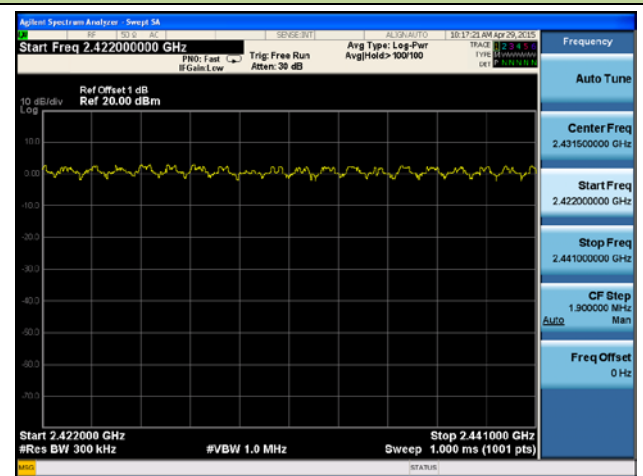 Agilent Spectrum Analyzer - Swept SA
RF 50 Ω AC SENSE:INT ALIGN AUTO 10:17:21 AM Apr 29, 2015
Start Freq 2.422000000 GHz
PNO: Fast
IFGain:Low
Trig: Free Run
Atten: 30 dB
Avg Type: Log-Pwr
Avg|Hold:> 100/100
TRACE 1 2 3 4 5 6
TYPE M
DET P N N N N N
Ref Offset 1 dB
10 dB/div Ref 20.00 dBm
Log
10.0
0.00
-10.0
-20.0
-30.0
-40.0
-50.0
-60.0
-70.0
Start 2.422000 GHz Stop 2.441000 GHz
#Res BW 300 kHz #VBW 1.0 MHz Sweep 1.000 ms (1001 pts)
MSG STATUS
Frequency
Auto Tune
Center Freq
2.431500000 GHz
Start Freq
2.422000000 GHz
Stop Freq
2.441000000 GHz
CF Step
1.900000 MHz
Auto Man
Freq Offset
0 Hz